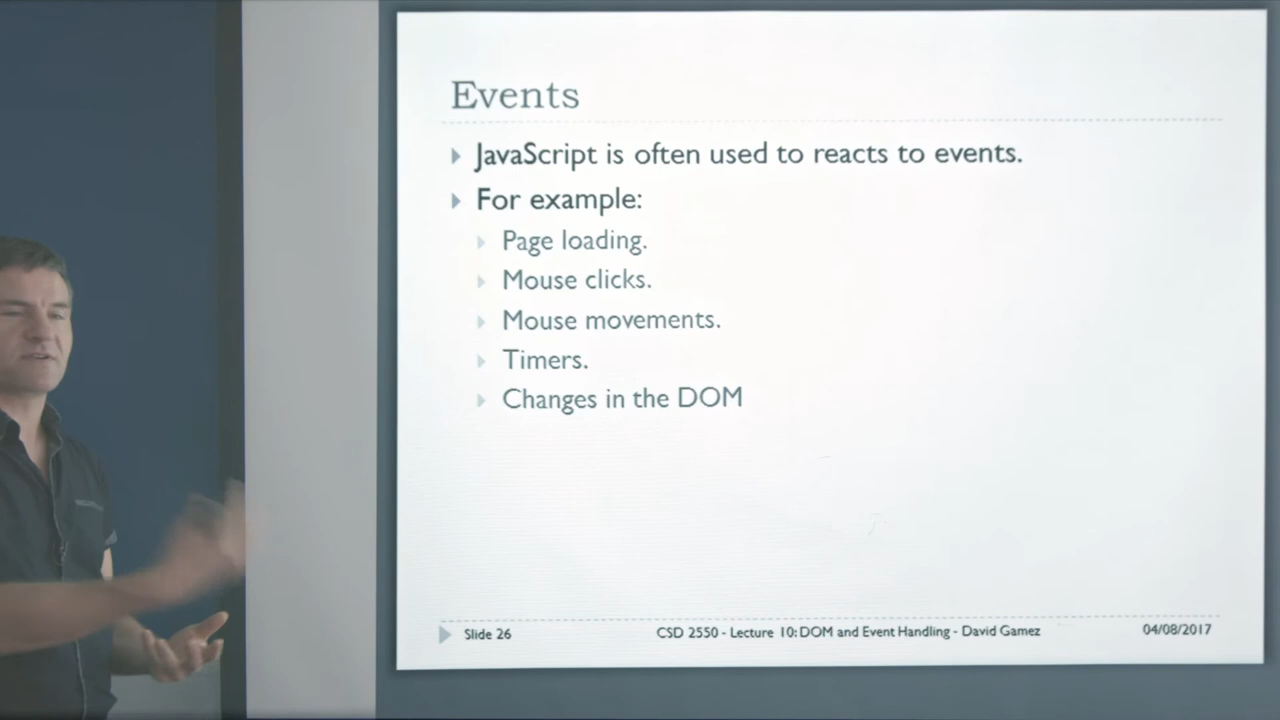 Events
JavaScript is often used to reacts to events.
For example:
Page loading.
Mouse clicks.
Mouse movements.
Timers.
Changes in the DOM
Slide 26
CSD 2550 - Lecture 10: DOM and Event Handling - David Gamez
04/08/2017